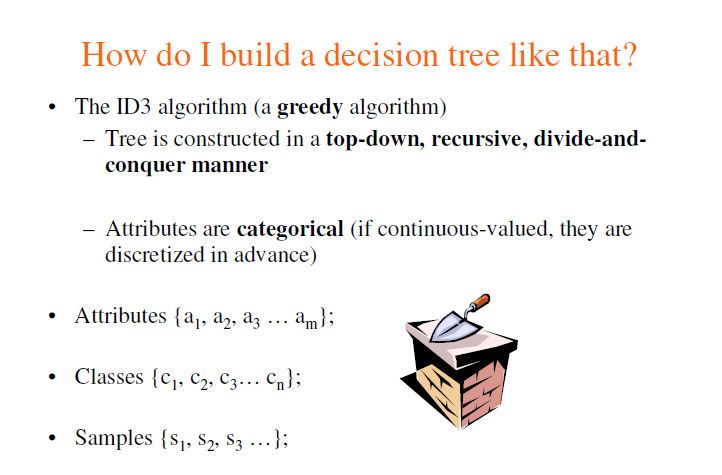 How do I build a decision tree like that?
• The ID3 algorithm (a greedy algorithm)
– Tree is constructed in a top-down, recursive, divide-and-
conquer manner
– Attributes are categorical (if continuous-valued, they are
discretized in advance)
• Attributes {a₁, a₂, a₃ … aₘ};
• Classes {c₁, c₂, c₃… cₙ};
• Samples {s₁, s₂, s₃ …};